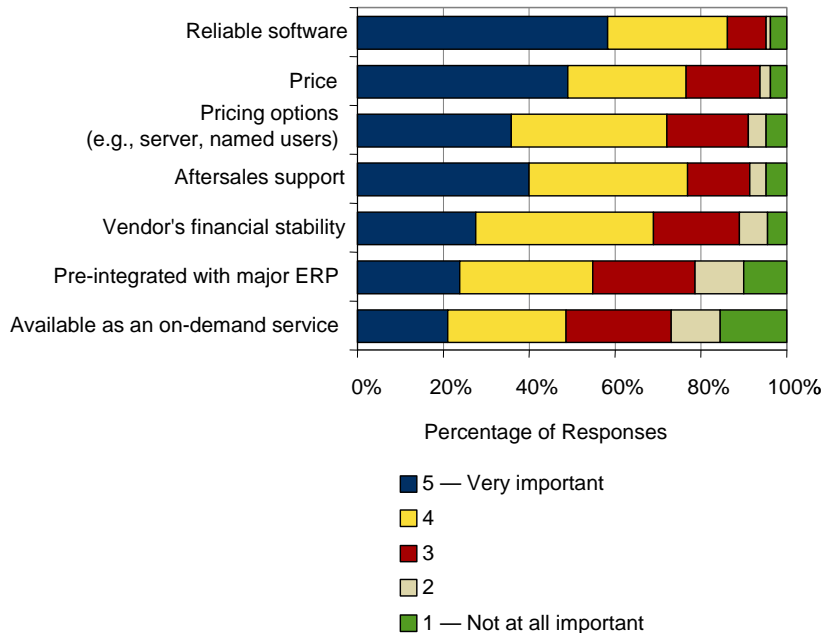 Reliable software
Price
Pricing options
(e.g., server, named users)
Aftersales support
Vendor's financial stability
Pre-integrated with major ERP
Available as an on-demand service
0% 20% 40% 60% 80% 100%
Percentage of Responses
5 — Very important
4
3
2
1 — Not at all important